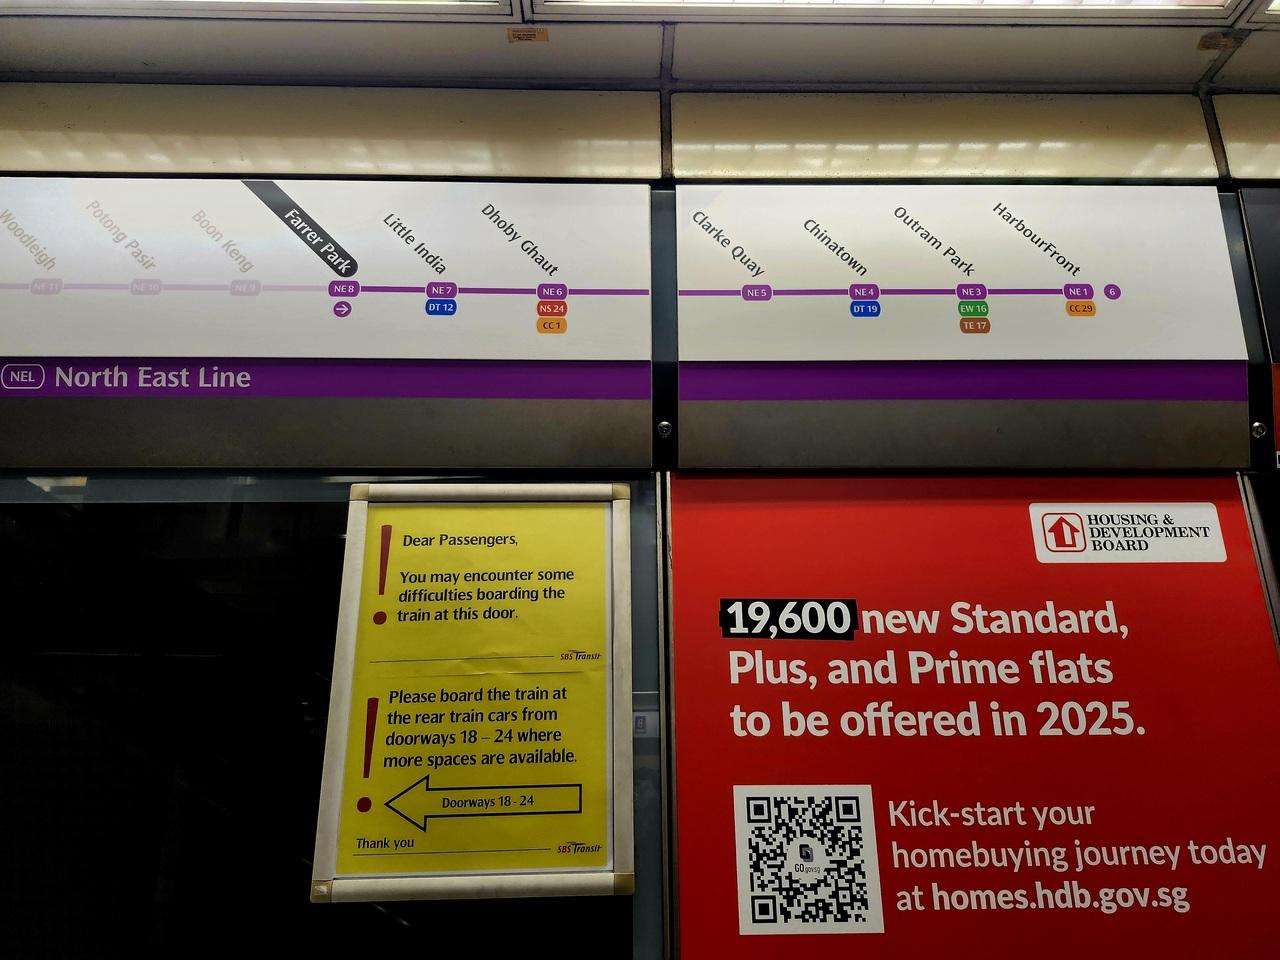 Woodleigh
Potong Pasir
Boon Keng
Farrer Park
Little India
Dhoby Ghaut
Clarke Quay
Chinatown
Outram Park
HarbourFront
NE 11
NE 10
NE 9
NE 8
NE 7
NE 6
NE 5
NE 4
NE 3
NE 1
6
DT 12
NS 24
DT 19
EW 16
CC 29
CC 1
TE 17
NEL North East Line
Dear Passengers,
You may encounter some
difficulties boarding the
train at this door.
SBS Transit
Please board the train at
the rear train cars from
doorways 18 – 24 where
more spaces are available.
Doorways 18 - 24
Thank you
SBS Transit
HOUSING &
DEVELOPMENT
BOARD
19,600 new Standard,
Plus, and Prime flats
to be offered in 2025.
GO.gov.sg
Kick-start your
homebuying journey today
at homes.hdb.gov.sg